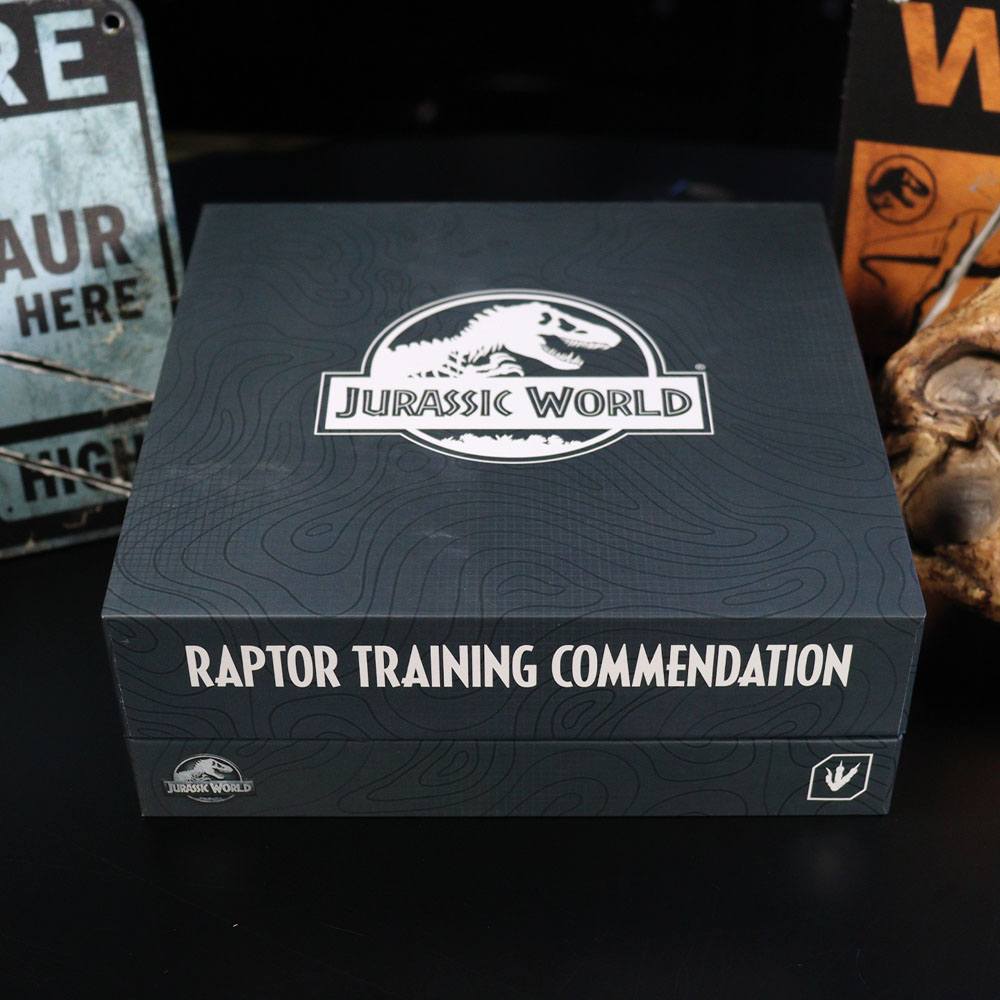 RE
AUR
HERE
HIGH
W
JURASSIC WORLD®
RAPTOR TRAINING COMMENDATION
JURASSIC WORLD